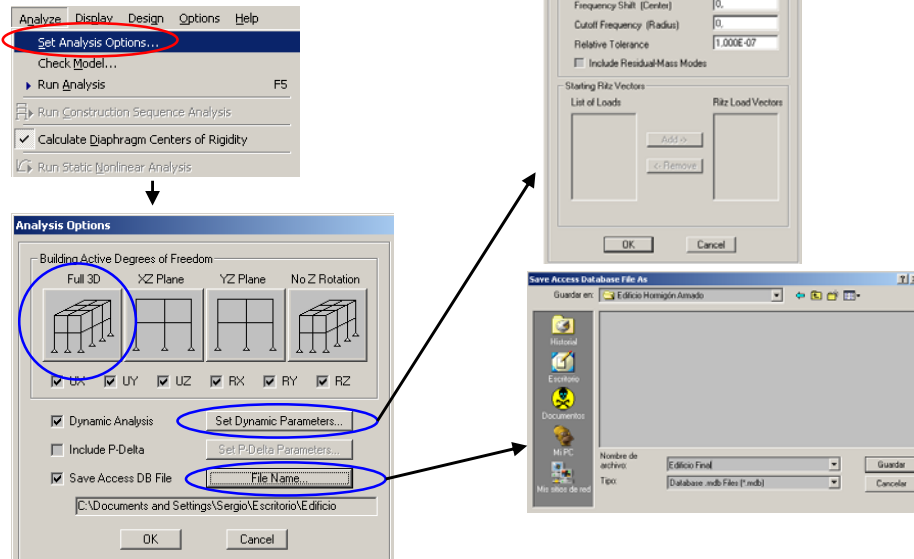 Analyze Display Design Options Help
Set Analysis Options...
Check Model...
Run Analysis F5
Run Construction Sequence Analysis
Calculate Diaphragm Centers of Rigidity
Run Static Nonlinear Analysis
Analysis Options
Building Active Degrees of Freedom
Full 3D XZ Plane YZ Plane No Z Rotation
UX UY UZ RX RY RZ
Dynamic Analysis Set Dynamic Parameters...
Include P-Delta Set P-Delta Parameters...
Save Access DB File File Name...
C:\Documents and Settings\Sergio\Escritorio\Edificio
OK Cancel
Frequency Shift (Center) 0,
Cutoff Frequency (Radius) 0,
Relative Tolerance 1,000E-07
Include Residual-Mass Modes
Starting Ritz Vectors
List of Loads Ritz Load Vectors
Add ->
<- Remove
OK Cancel
Save Access Database File As
Guardar en: Edificio Hormigón Armado
Historial
Escritorio
Documentos
Mi PC
Mis sitios de red
Nombre de archivo: Edificio Final Guardar
Tipo: Database .mdb Files (*.mdb) Cancelar